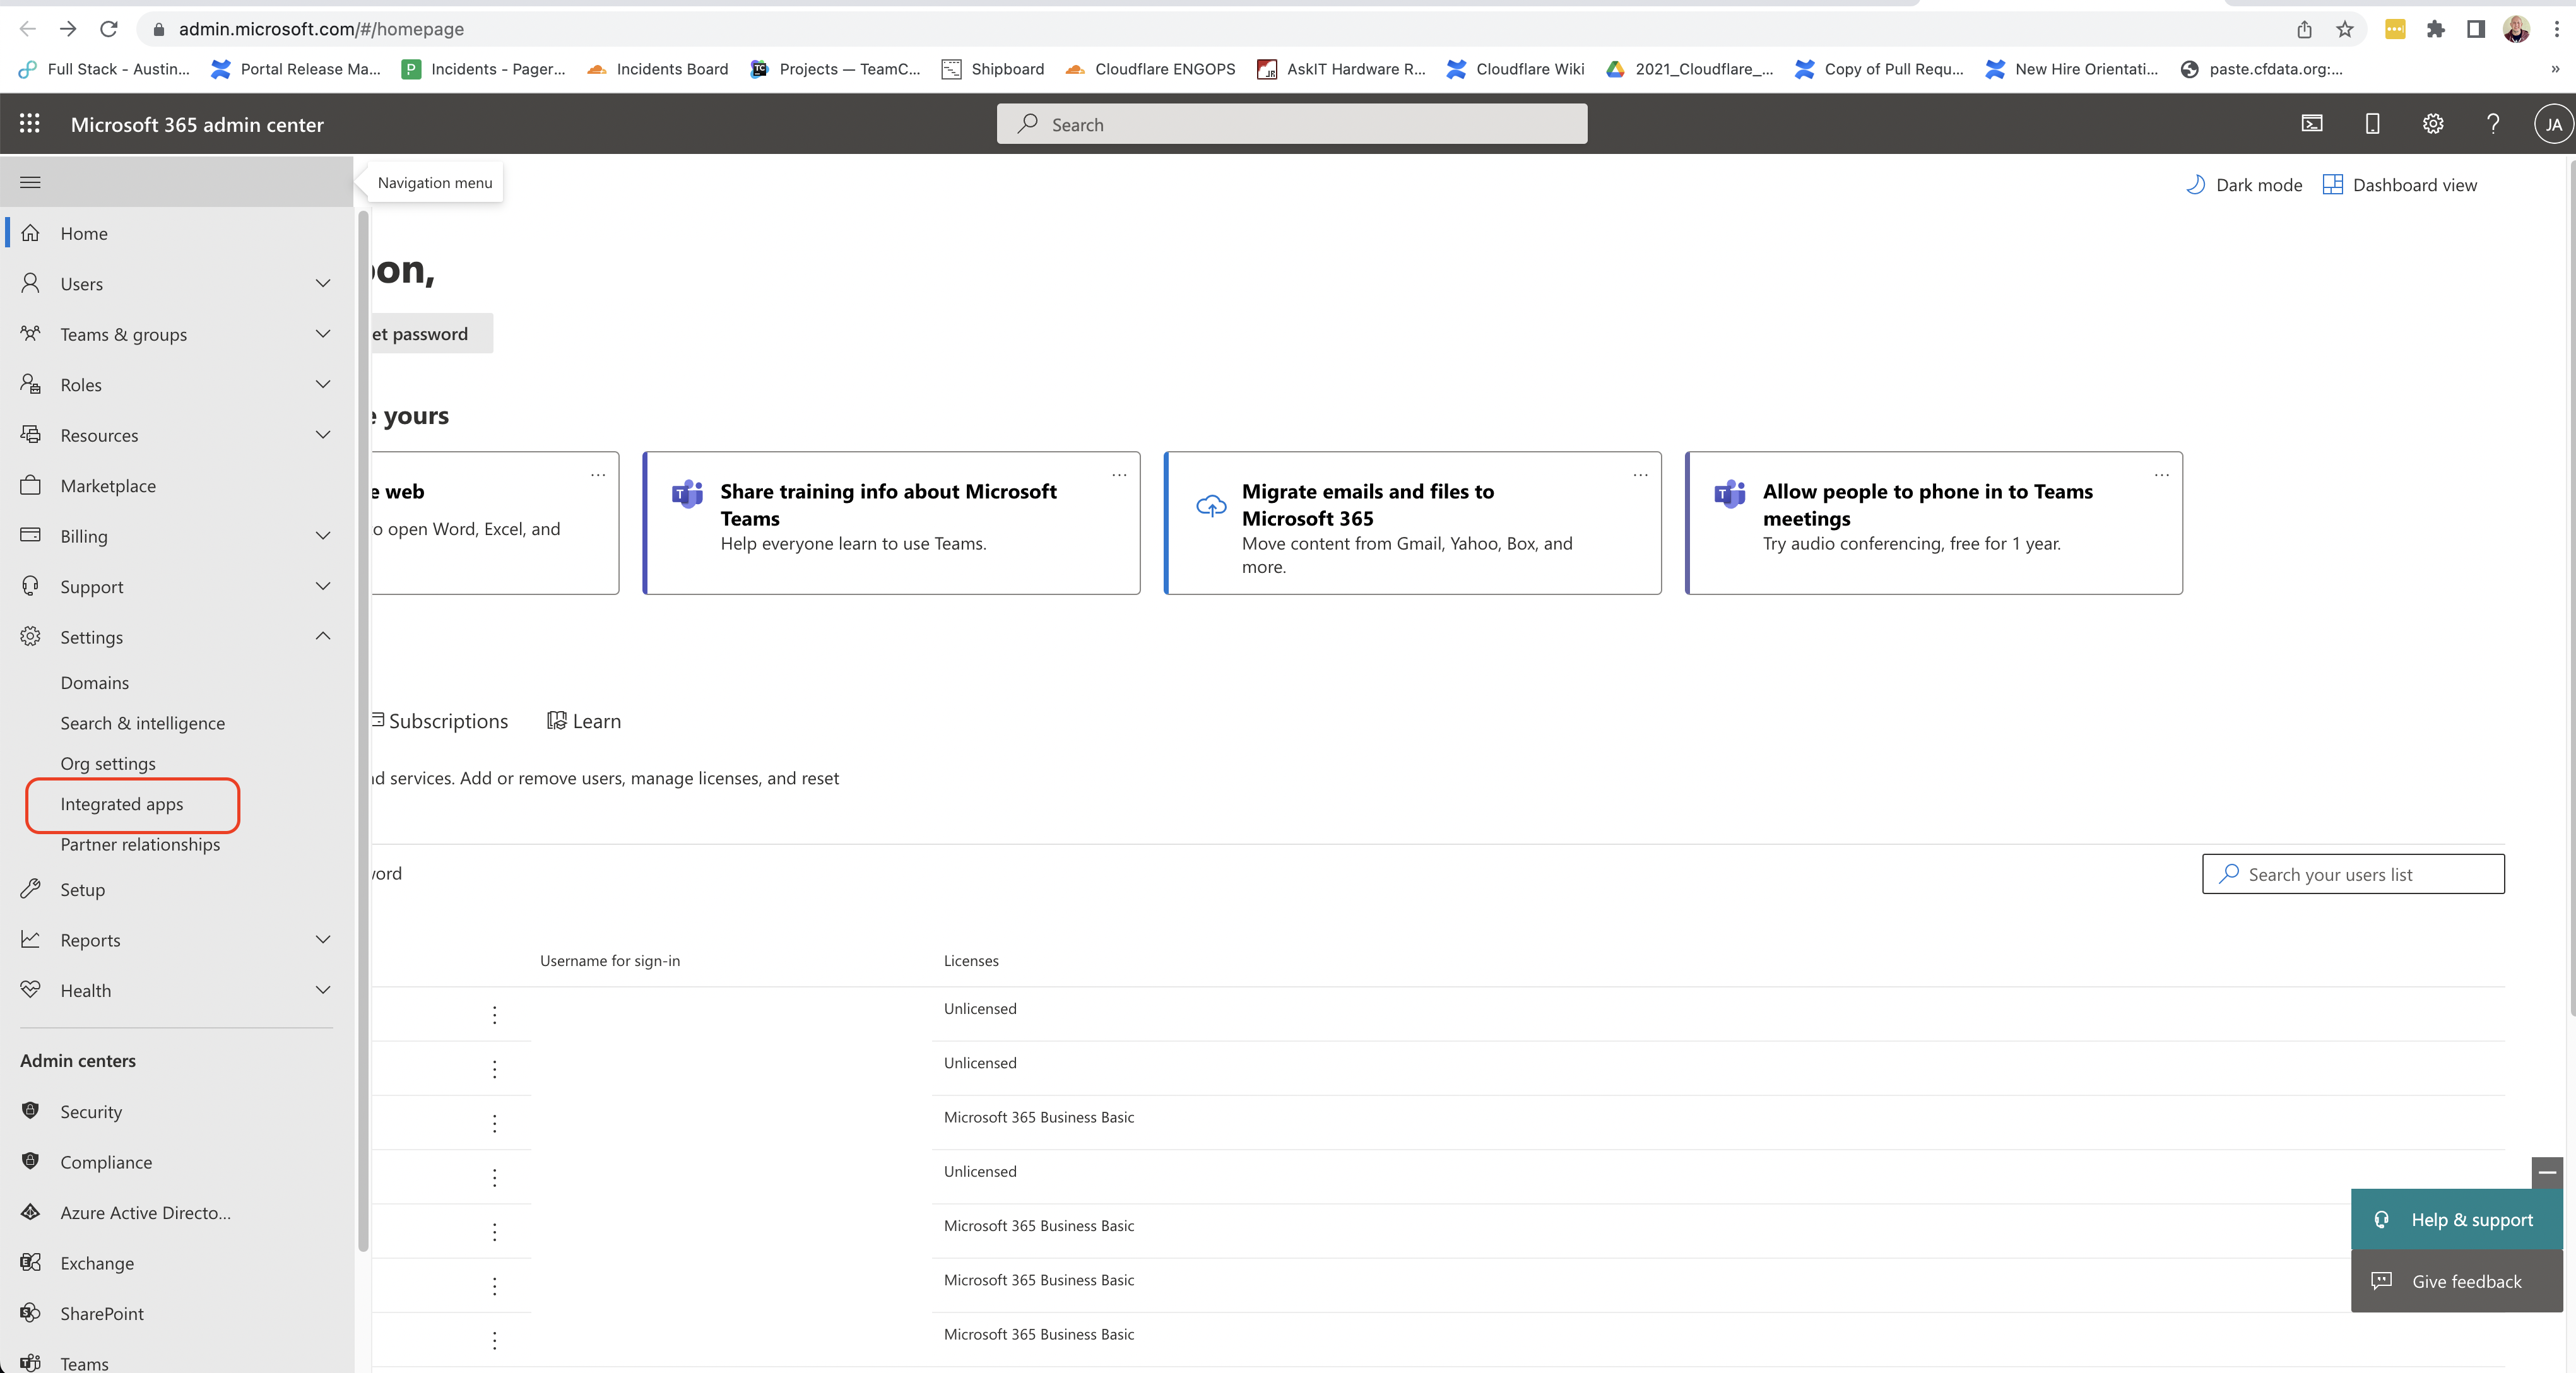 admin.microsoft.com/#/homepage
Full Stack - Austin...
Portal Release Ma...
P
Incidents - Pager...
Incidents Board
TC
Projects — TeamC...
Shipboard
Cloudflare ENGOPS
JR
AskIT Hardware R...
Cloudflare Wiki
2021_Cloudflare_...
Copy of Pull Requ...
New Hire Orientati...
paste.cfdata.org:...
»
Microsoft 365 admin center
Search
JA
Navigation menu
Dark mode
Dashboard view
Home
Users
Teams & groups
Roles
Resources
Marketplace
Billing
Support
Settings
Domains
Search & intelligence
Org settings
Integrated apps
Partner relationships
Setup
Reports
Health
Admin centers
Security
Compliance
Azure Active Directo...
Exchange
SharePoint
Teams
oon,
et password
e yours
e web
o open Word, Excel, and
Share training info about Microsoft
Teams
Help everyone learn to use Teams.
Migrate emails and files to
Microsoft 365
Move content from Gmail, Yahoo, Box, and
more.
Allow people to phone in to Teams
meetings
Try audio conferencing, free for 1 year.
Subscriptions
Learn
nd services. Add or remove users, manage licenses, and reset
word
Search your users list
Username for sign-in
Licenses
Unlicensed
Unlicensed
Microsoft 365 Business Basic
Unlicensed
Microsoft 365 Business Basic
Microsoft 365 Business Basic
Microsoft 365 Business Basic
Help & support
Give feedback